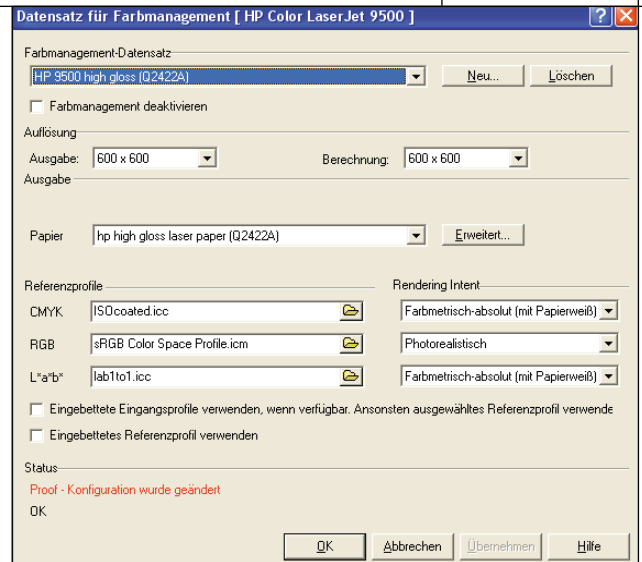 Datensatz für Farbmanagement [ HP Color LaserJet 9500 ]
Farbmanagement-Datensatz
HP 9500 high gloss (Q2422A)
Neu...
Löschen
Farbmanagement deaktivieren
Auflösung
Ausgabe: 600 x 600 Berechnung: 600 x 600
Ausgabe
Papier hp high gloss laser paper (Q2422A) Erweitert...
Referenzprofile Rendering Intent
CMYK ISOcoated.icc Farbmetrisch-absolut (mit Papierweiß)
RGB sRGB Color Space Profile.icm Photorealistisch
L*a*b* lab1to1.icc Farbmetrisch-absolut (mit Papierweiß)
Eingebettete Eingangsprofile verwenden, wenn verfügbar. Ansonsten ausgewähltes Referenzprofil verwende
Eingebettetes Referenzprofil verwenden
Status
Proof - Konfiguration wurde geändert
OK
OK Abbrechen Übernehmen Hilfe